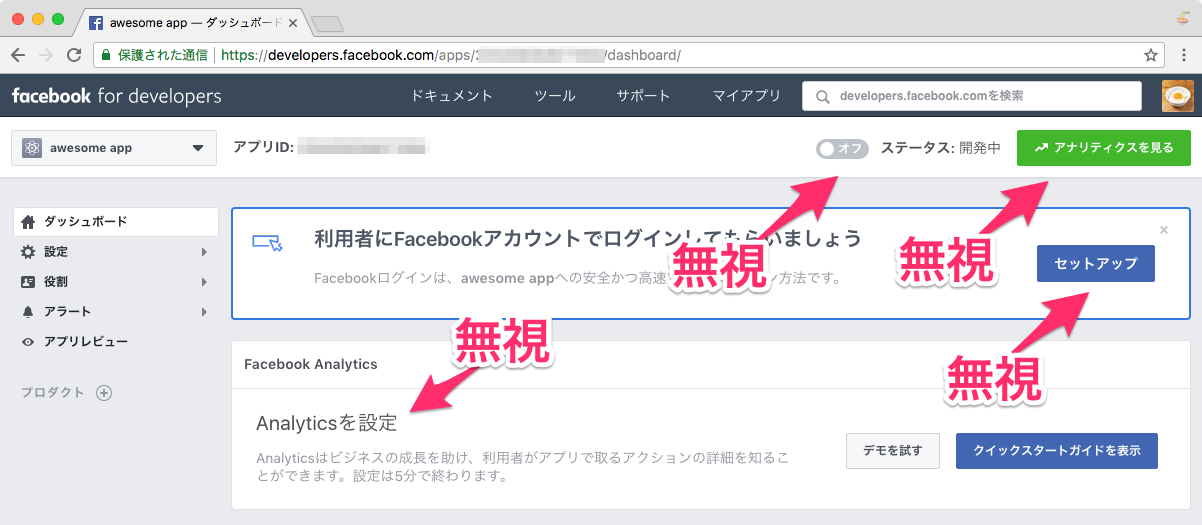 awesome app — ダッシュボード
保護された通信 https://developers.facebook.com/apps/ /dashboard/
facebook for developers ドキュメント ツール サポート マイアプリ developers.facebook.comを検索
awesome app アプリID: オフ ステータス: 開発中 アナリティクスを見る
ダッシュボード
設定
役割
アラート
アプリレビュー
プロダクト
利用者にFacebookアカウントでログインしてもらいましょう
Facebookログインは、awesome appへの安全かつ高速 ン方法です。
セットアップ
無視
無視
無視
無視
Facebook Analytics
Analyticsを設定
Analyticsはビジネスの成長を助け、利用者がアプリで取るアクションの詳細を知るこ
とができます。設定は5分で終わります。
デモを試す
クイックスタートガイドを表示